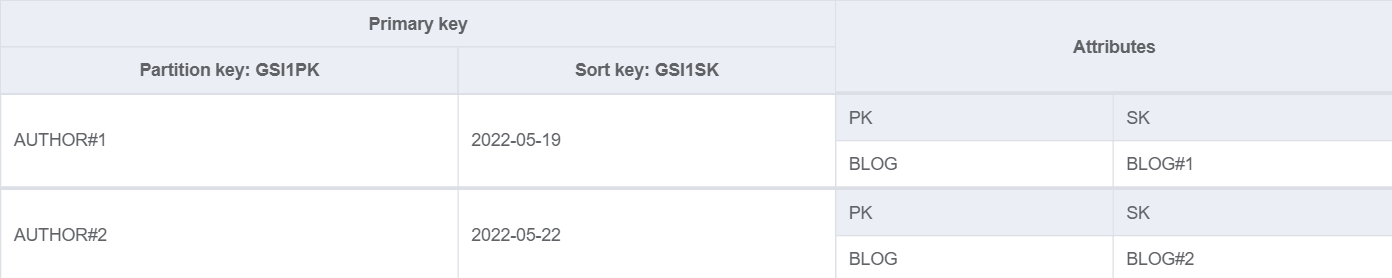 Primary key
Attributes
Partition key: GSI1PK
Sort key: GSI1SK
AUTHOR#1
2022-05-19
PK
SK
BLOG
BLOG#1
AUTHOR#2
2022-05-22
PK
SK
BLOG
BLOG#2